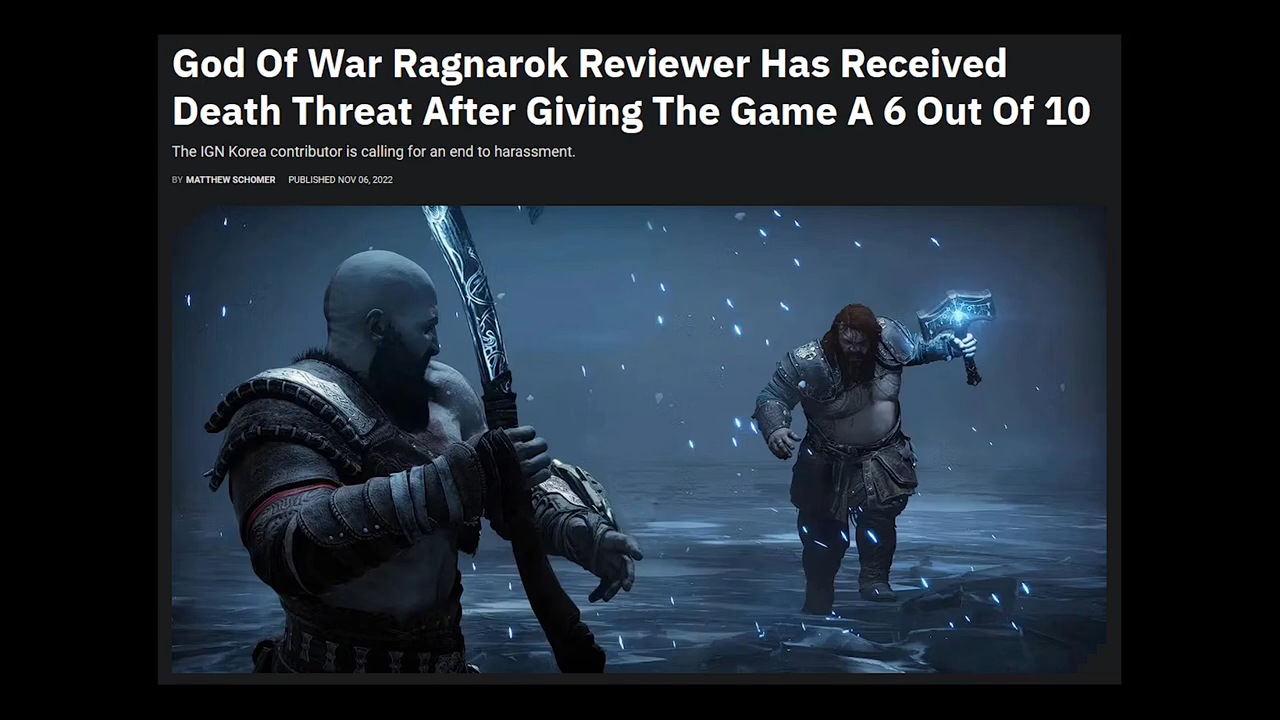 God Of War Ragnarok Reviewer Has Received
Death Threat After Giving The Game A 6 Out Of 10
The IGN Korea contributor is calling for an end to harassment.
BY MATTHEW SCHOMER PUBLISHED NOV 06, 2022